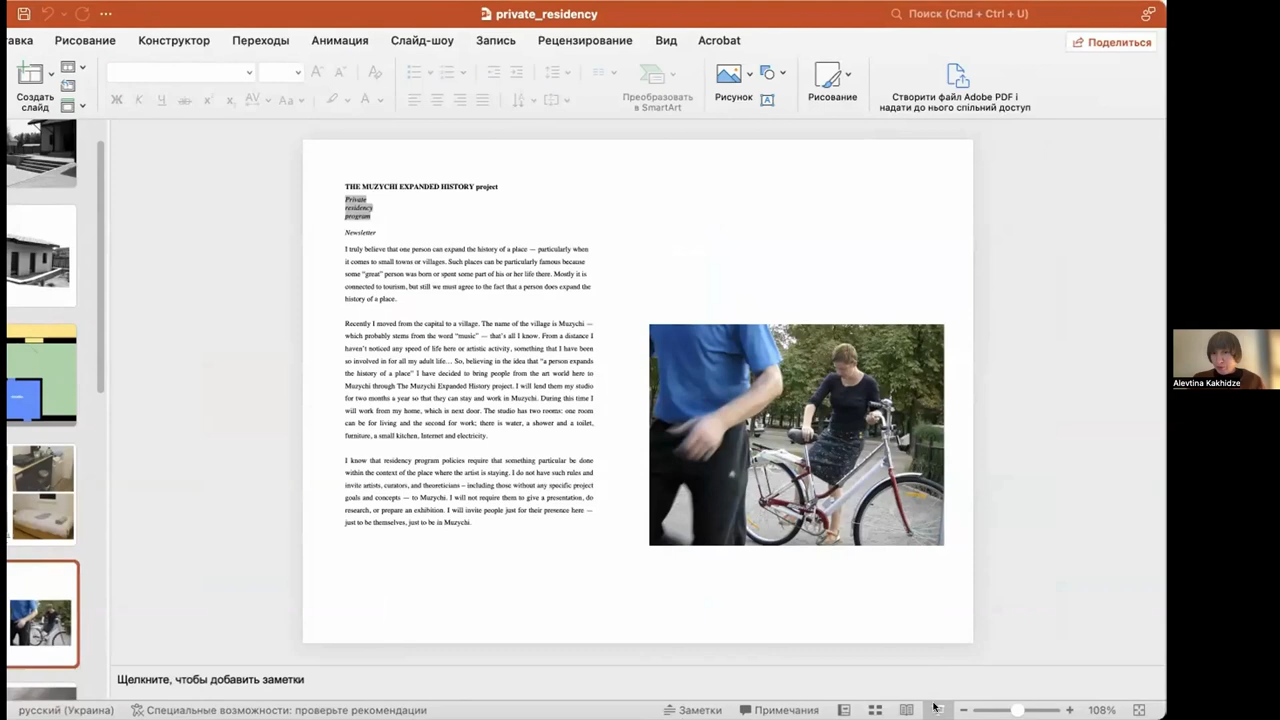 private_residency
Поиск (Cmd + Ctrl + U)
авка Рисование Конструктор Переходы Анимация Слайд-шоу Запись Рецензирование Вид Acrobat
Поделиться
Создать
слайд
Преобразовать
в SmartArt
Рисунок
Рисование
Створити файл Adobe PDF і
надати до нього спільний доступ
THE MUZYCHI EXPANDED HISTORY project
Private
residency
program
Newsletter
I truly believe that one person can expand the history of a place — particularly when
it comes to small towns or villages. Such places can be particularly famous because
some “great” person was born or spent some part of his or her life there. Mostly it is
connected to tourism, but still we must agree to the fact that a person does expand the
history of a place.
Recently I moved from the capital to a village. The name of the village is Muzychi —
which probably stems from the word “music” — that’s all I know. From a distance I
haven’t noticed any speed of life here or artistic activity, something that I have been
so involved in for all my adult life... So, believing in the idea that “a person expands
the history of a place” I have decided to bring people from the art world here to
Muzychi through The Muzychi Expanded History project. I will lend them my studio
for two months a year so that they can stay and work in Muzychi. During this time I
will work from my home, which is next door. The studio has two rooms: one room
can be for living and the second for work; there is water, a shower and a toilet,
furniture, a small kitchen, Internet and electricity.
I know that residency program policies require that something particular be done
within the context of the place where the artist is staying. I do not have such rules and
invite artists, curators, and theoreticians – including those without any specific project
goals and concepts — to Muzychi. I will not require them to give a presentation, do
research, or prepare an exhibition. I will invite people just for their presence here —
just to be themselves, just to be in Muzychi.
Alevtina Kakhidze
Щелкните, чтобы добавить заметки
русский (Украина)
Специальные возможности: проверьте рекомендации
Заметки
Примечания
108%